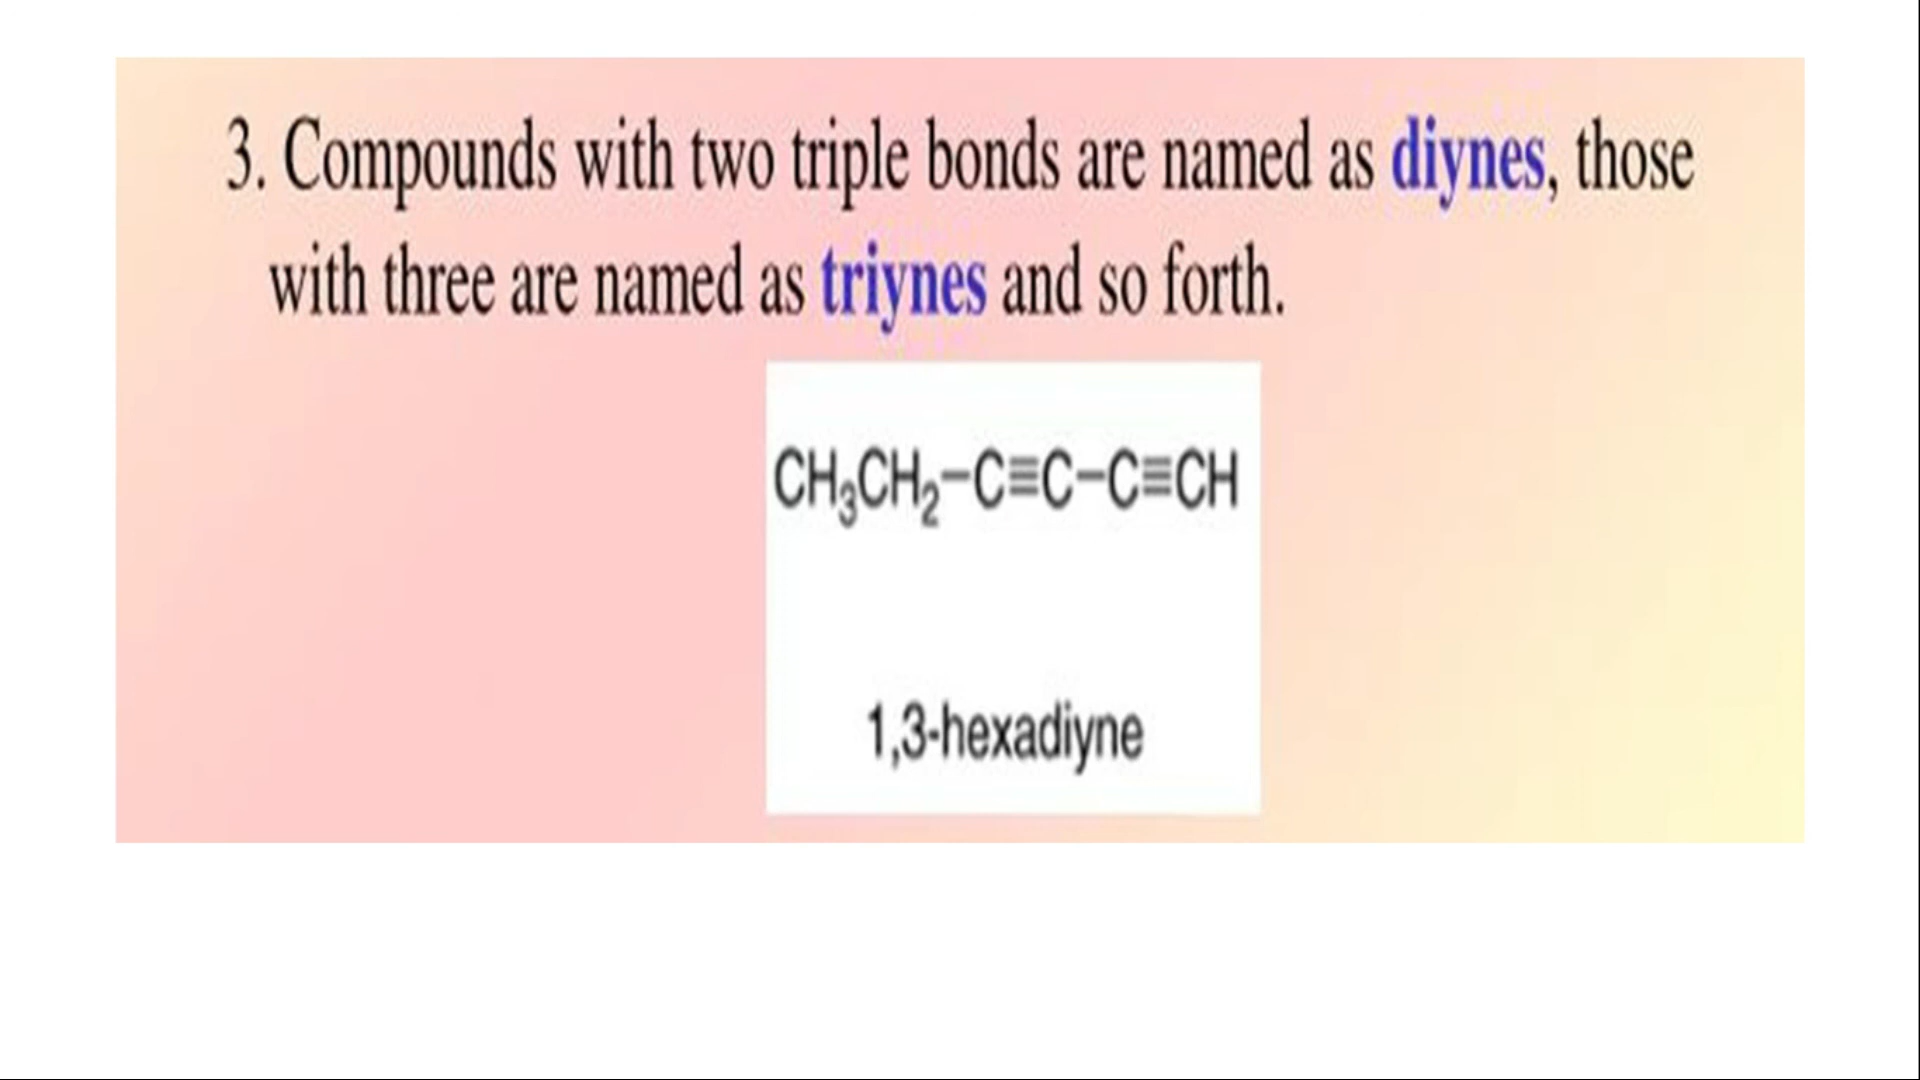 3. Compounds with two triple bonds are named as diynes, those
with three are named as triynes and so forth.
CH₃CH₂−C≡C−C≡CH
1,3-hexadiyne